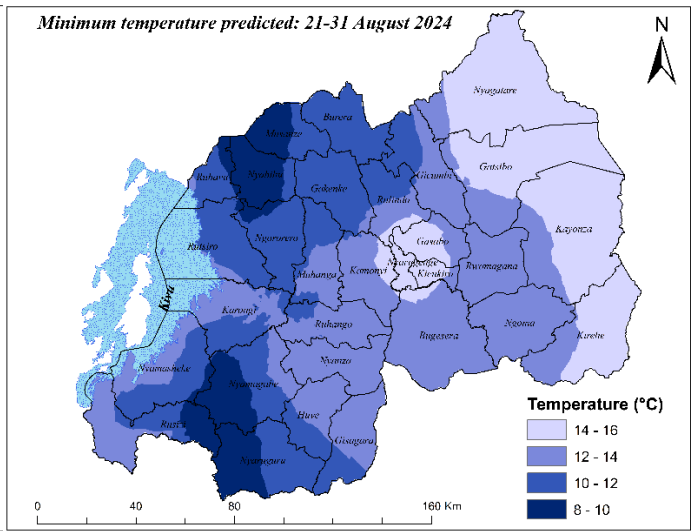 Minimum temperature predicted: 21-31 August 2024
N
Nyagatare
Burera
Musanze
Gatsibo
Rubavu
Nyabihu
Gicumbi
Gakenke
Rulindo
Kayonza
Rutsiro
Ngororero
Gasabo
Nyarugenge
Rwamagana
Muhanga
Kamonyi
Kicukiro
Kivu
Karongi
Ruhango
Bugesera
Ngoma
Kirehe
Nyanza
Nyamasheke
Nyamagabe
Huye
Rusizi
Gisagara
Nyaruguru
Temperature (°C)
14 - 16
12 - 14
10 - 12
8 - 10
0 40 80 160 Km